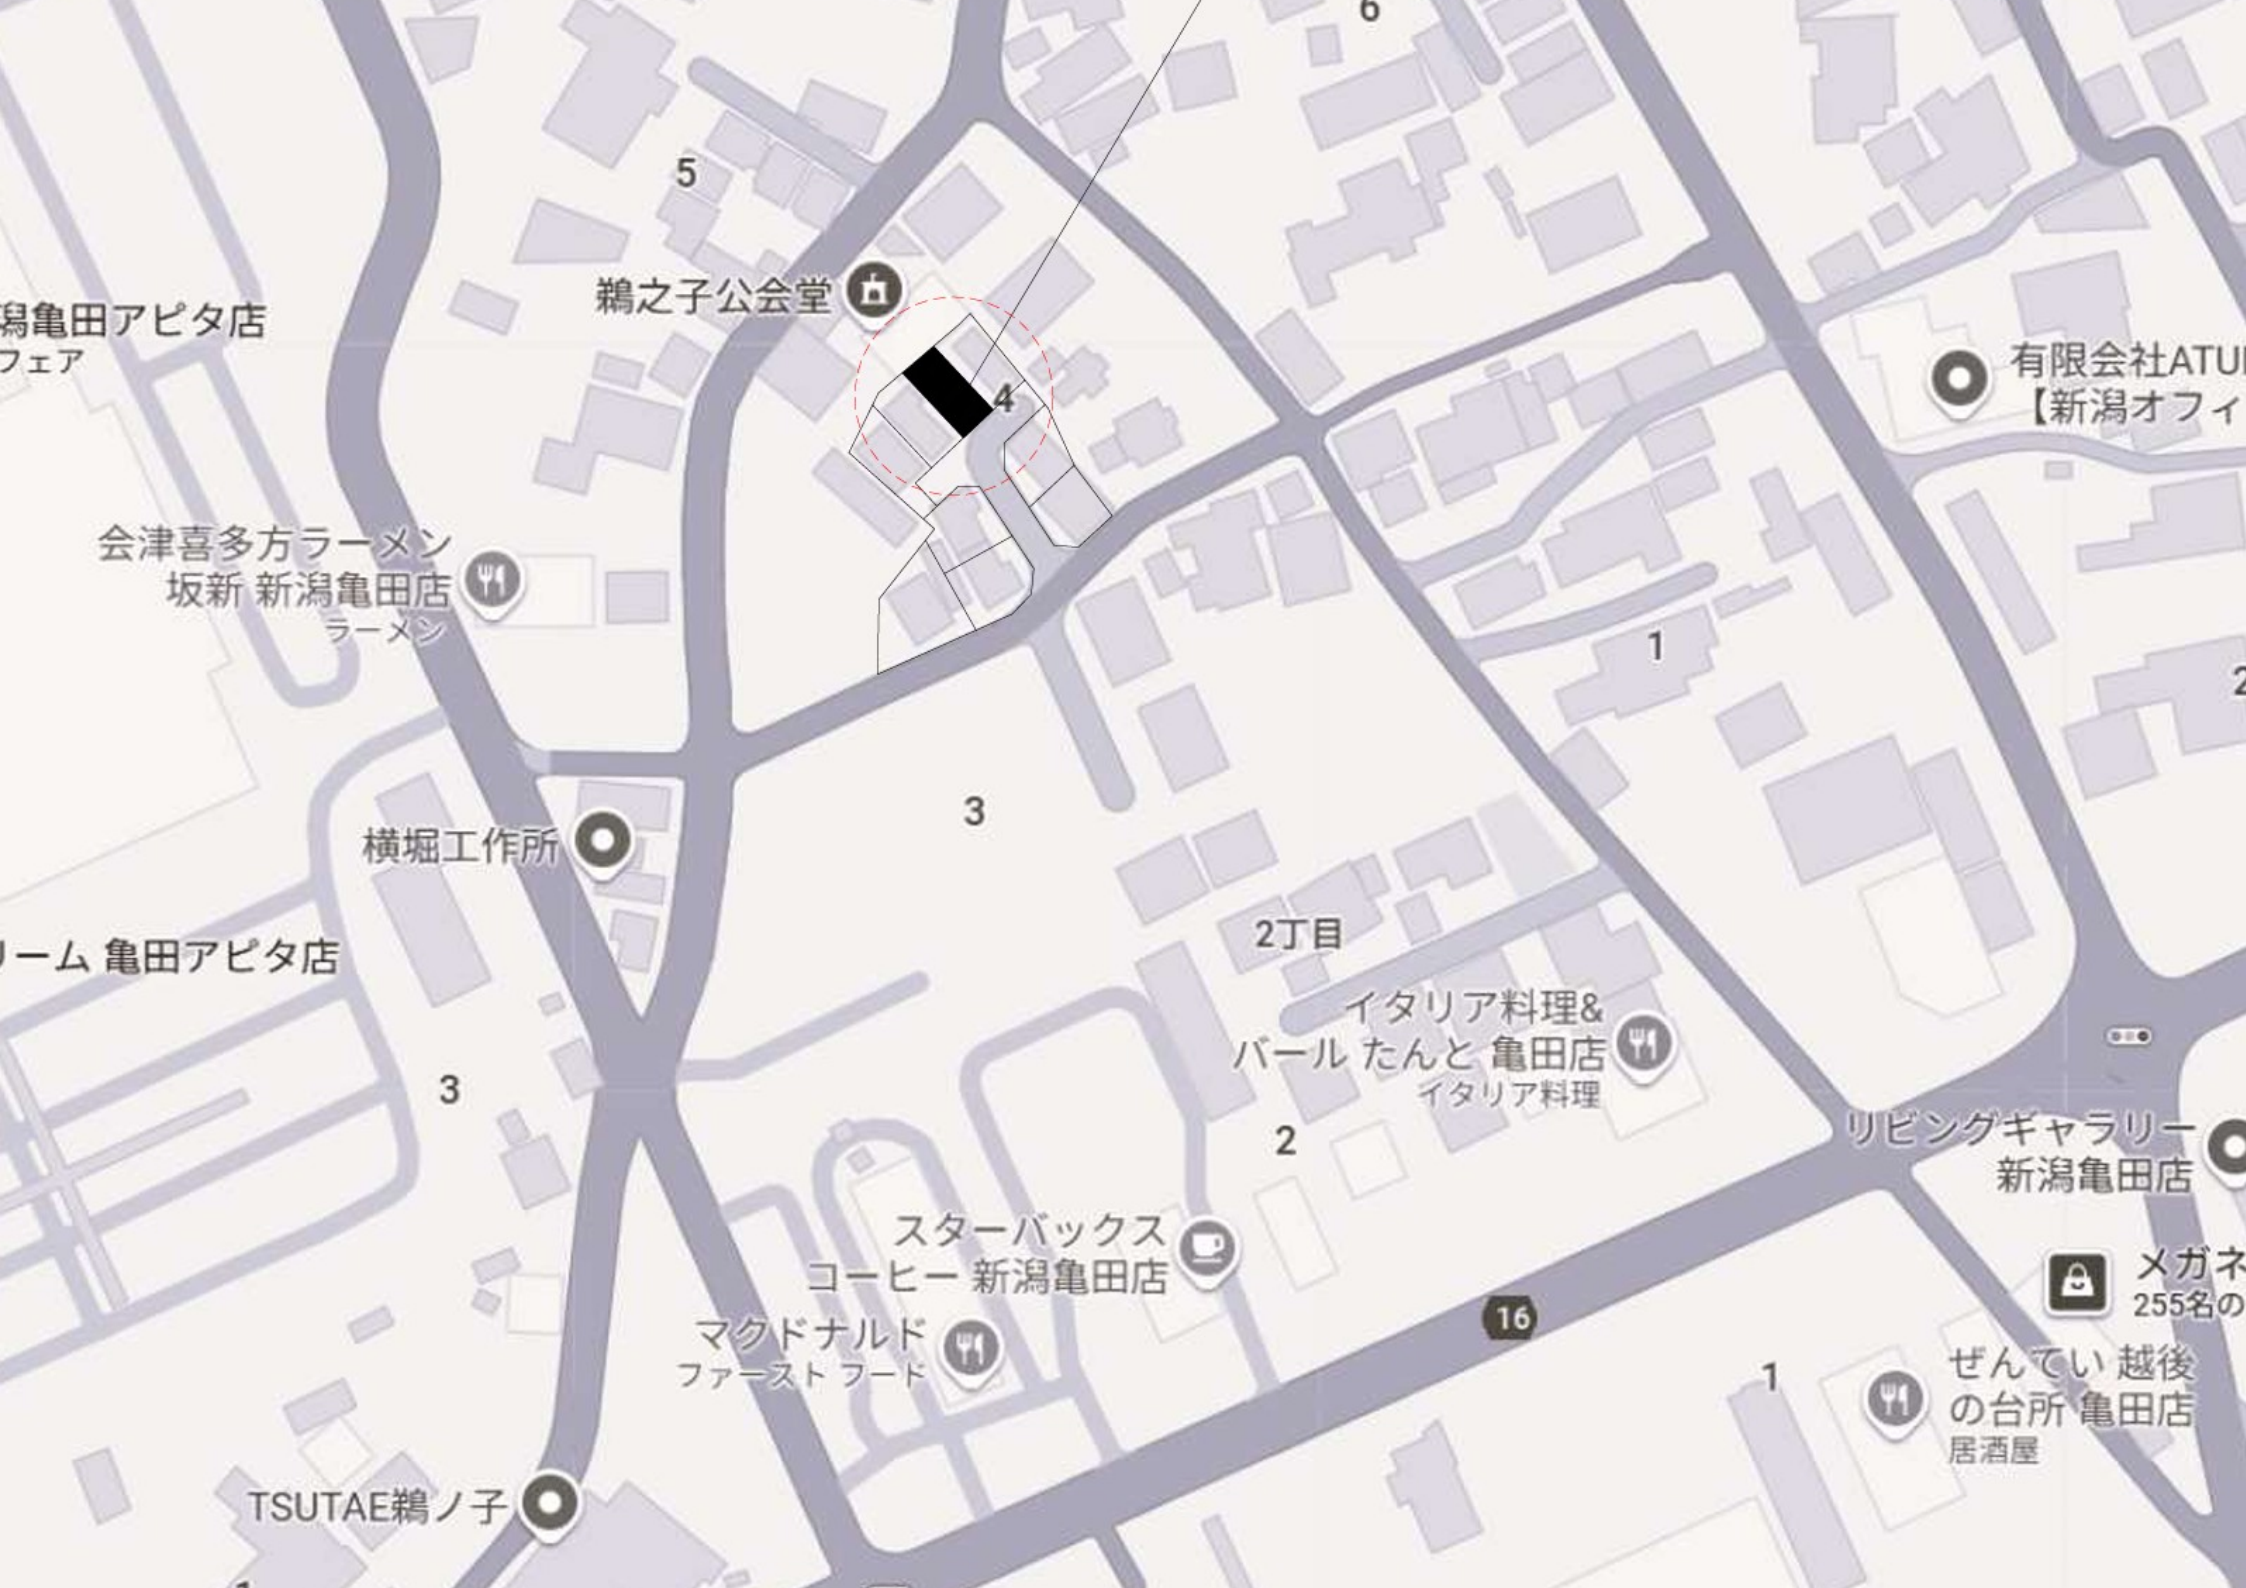 6
5
鵜之子公会堂
潟亀田アピタ店
フェア
4
有限会社ATU
【新潟オフィ
会津喜多方ラーメン
坂新 新潟亀田店
ラーメン
1
2
3
横堀工作所
2丁目
リーム 亀田アピタ店
イタリア料理&
バール たんと 亀田店
イタリア料理
3
2
リビングギャラリー
新潟亀田店
スターバックス
コーヒー 新潟亀田店
メガネ
255名の
16
マクドナルド
ファースト フード
1
ぜんてい 越後
の台所 亀田店
居酒屋
TSUTAE鵜ノ子